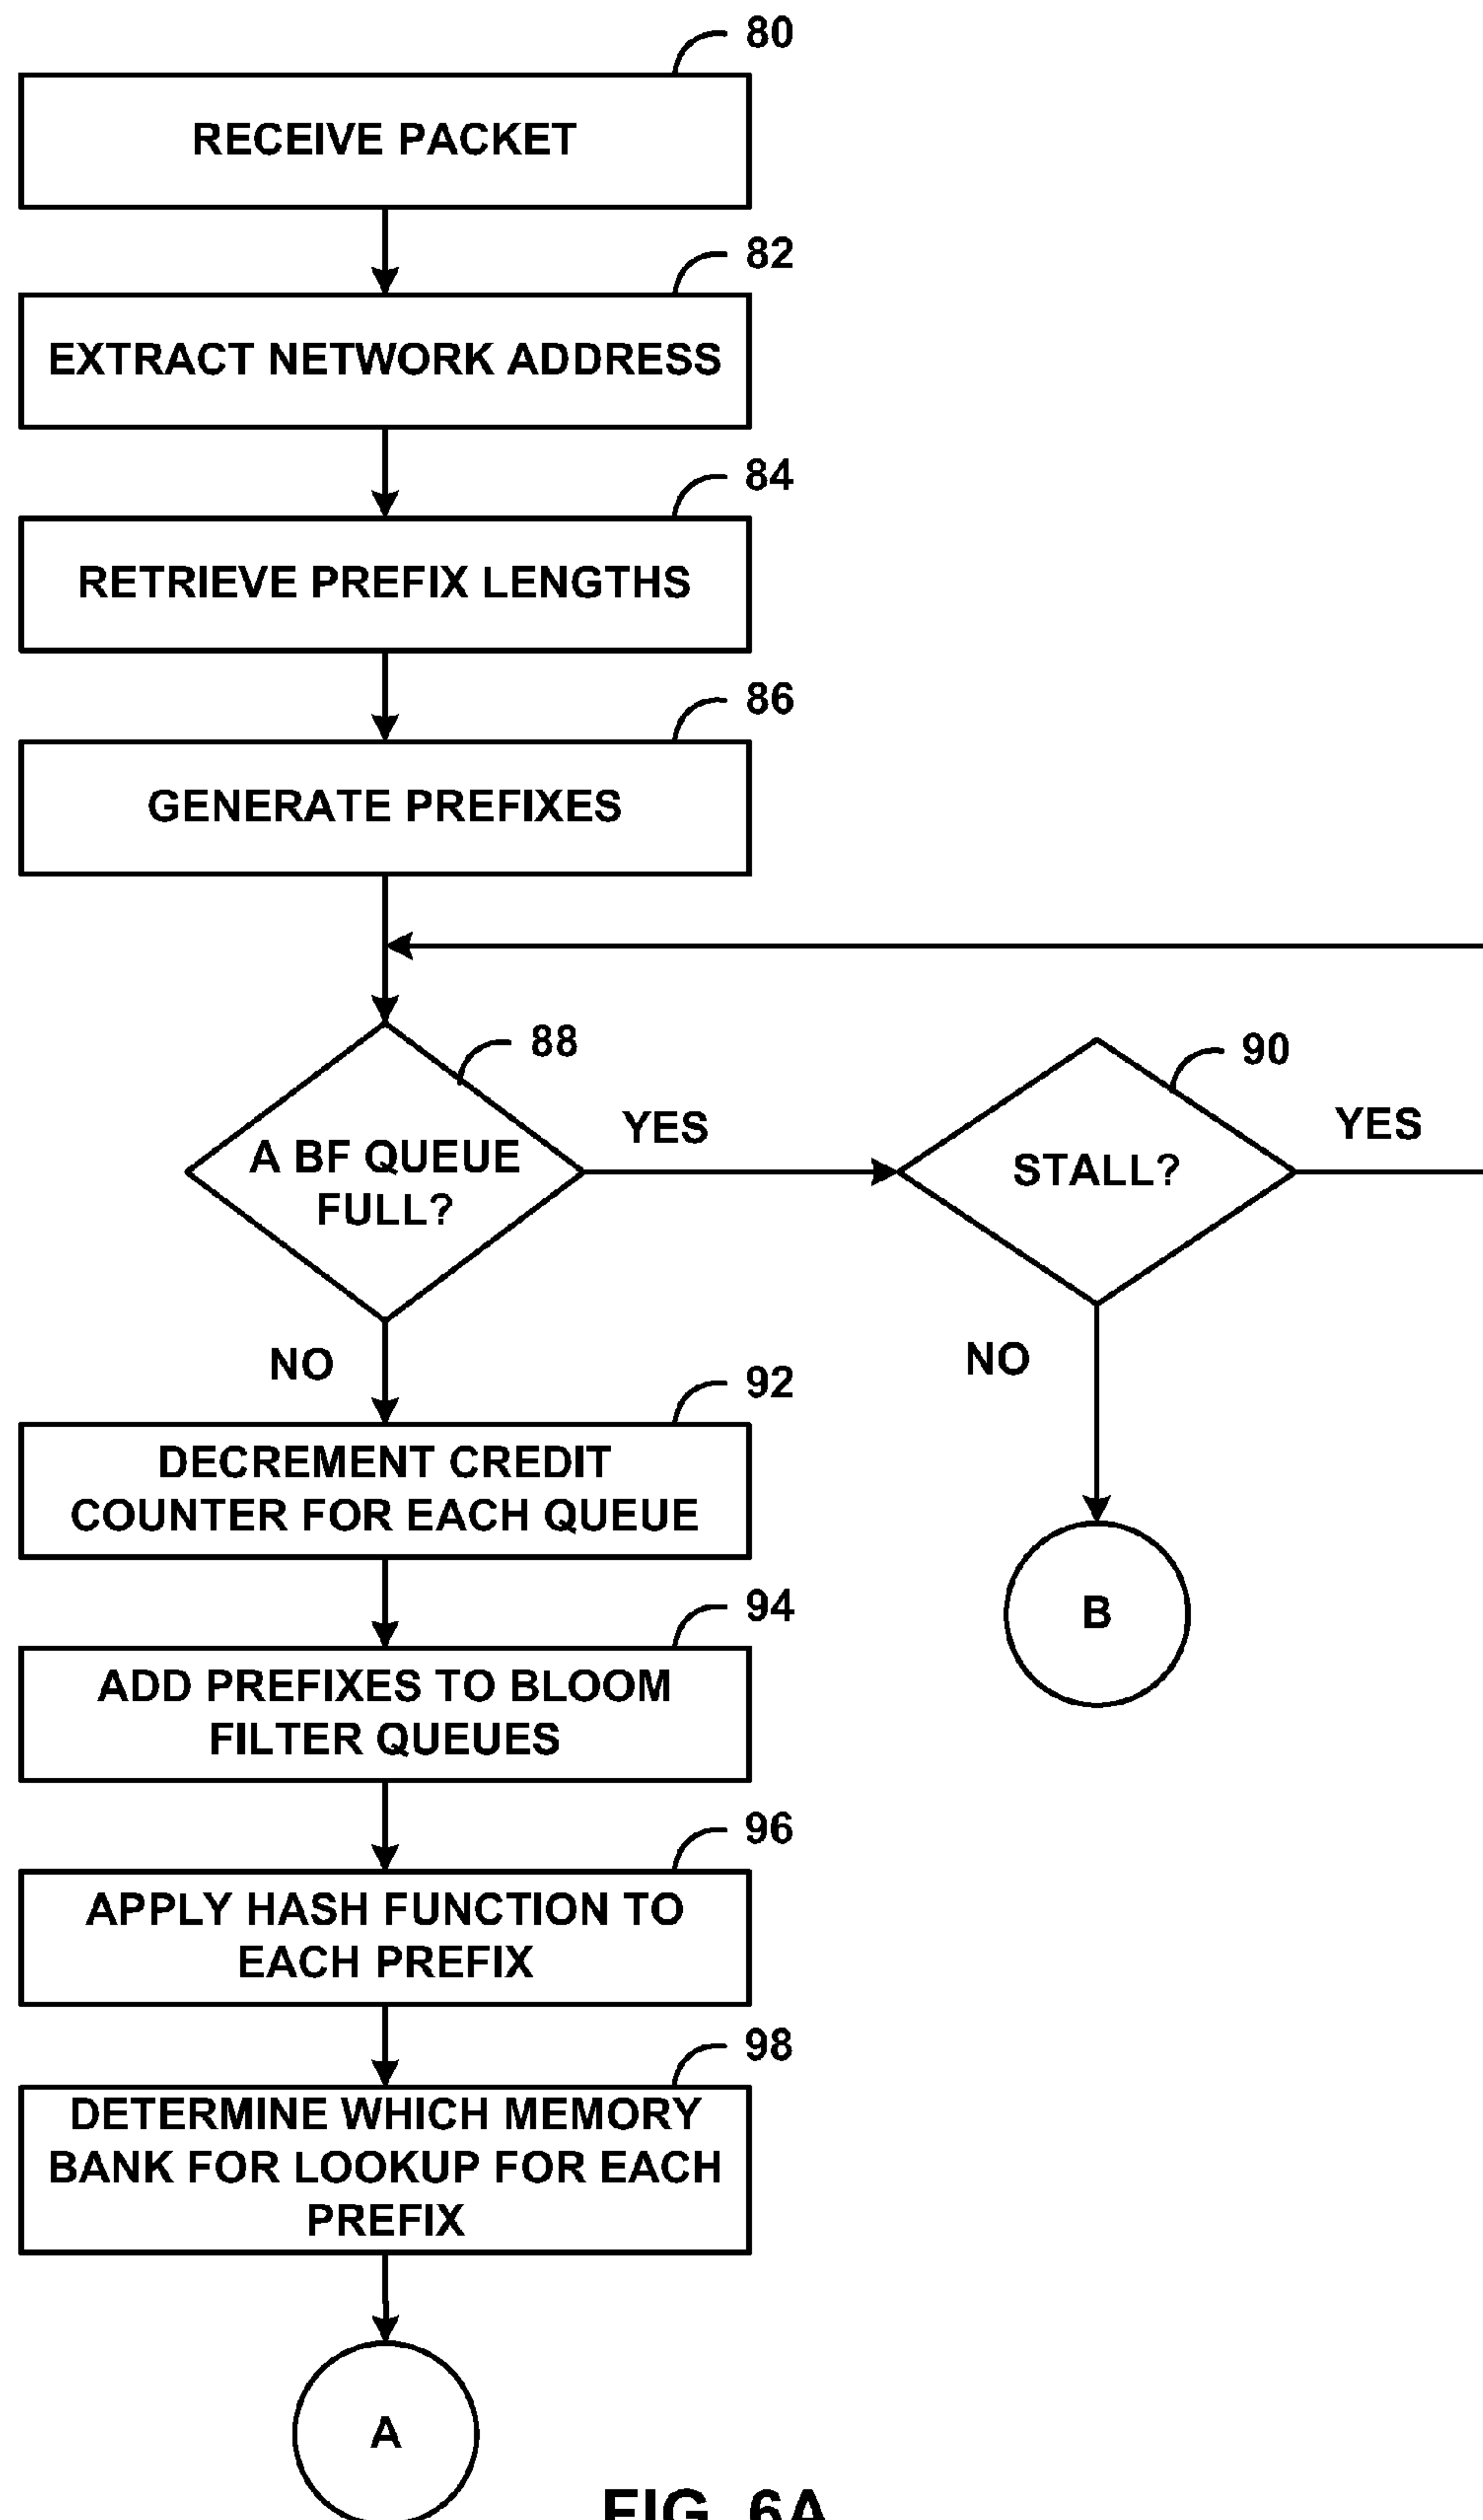 80
RECEIVE PACKET
82
EXTRACT NETWORK ADDRESS
84
RETRIEVE PREFIX LENGTHS
86
GENERATE PREFIXES
88
A BF QUEUE
FULL?
YES
90
STALL?
YES
NO
NO
B
92
DECREMENT CREDIT
COUNTER FOR EACH QUEUE
94
ADD PREFIXES TO BLOOM
FILTER QUEUES
96
APPLY HASH FUNCTION TO
EACH PREFIX
98
DETERMINE WHICH MEMORY
BANK FOR LOOKUP FOR EACH
PREFIX
A
FIG. 6A